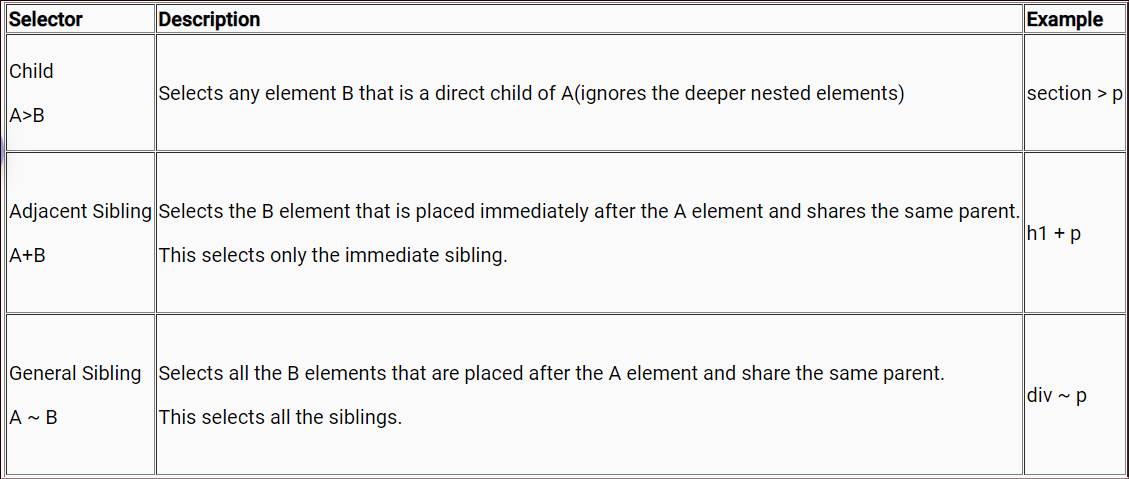 Selector Description Example
Child
A>B
Selects any element B that is a direct child of A(ignores the deeper nested elements)
section > p
Adjacent Sibling
A+B
Selects the B element that is placed immediately after the A element and shares the same parent.
This selects only the immediate sibling.
h1 + p
General Sibling
A ~ B
Selects all the B elements that are placed after the A element and share the same parent.
This selects all the siblings.
div ~ p